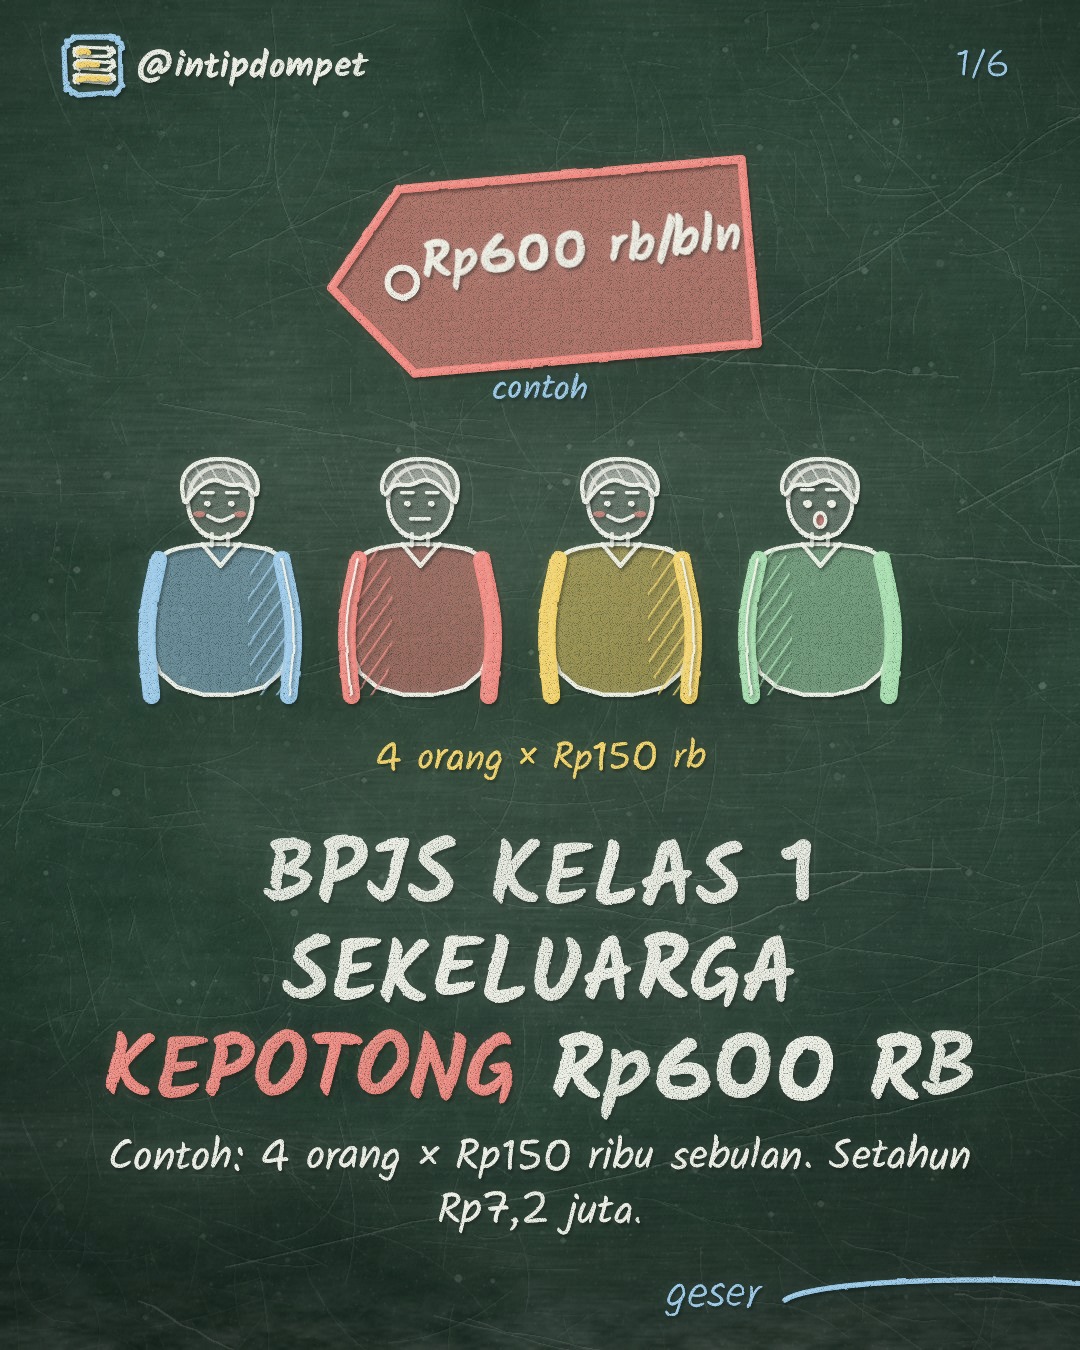 @intipdompet
1/6
Rp600 rb/bln
contoh
4 orang × Rp150 rb
BPJS KELAS 1
SEKELUARGA
KEPOTONG Rp600 RB
Contoh: 4 orang × Rp150 ribu sebulan. Setahun
Rp7,2 juta.
geser